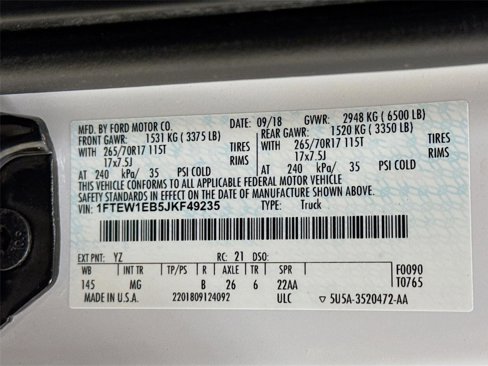 MFD. BY FORD MOTOR CO. DATE: 09/18 GVWR: 2948 KG ( 6500 LB)
FRONT GAWR: 1531 KG ( 3375 LB) REAR GAWR: 1520 KG ( 3350 LB)
WITH 265/70R17 115T TIRES WITH 265/70R17 115T TIRES
17x7.5J RIMS 17x7.5J RIMS
AT 240 kPa/ 35 PSI COLD AT 240 kPa/ 35 PSI COLD
THIS VEHICLE CONFORMS TO ALL APPLICABLE FEDERAL MOTOR VEHICLE
SAFETY STANDARDS IN EFFECT ON THE DATE OF MANUFACTURE SHOWN ABOVE.
VIN: 1FTEW1EB5JKF49235 TYPE: Truck
EXT PNT: YZ RC: 21 DSO:
WB INT TR TP/PS R AXLE TR SPR F0090
145 MG B 26 6 22AA T0765
MADE IN U.S.A. 2201809124092 ULC ▽ 5U5A-3520472-AA